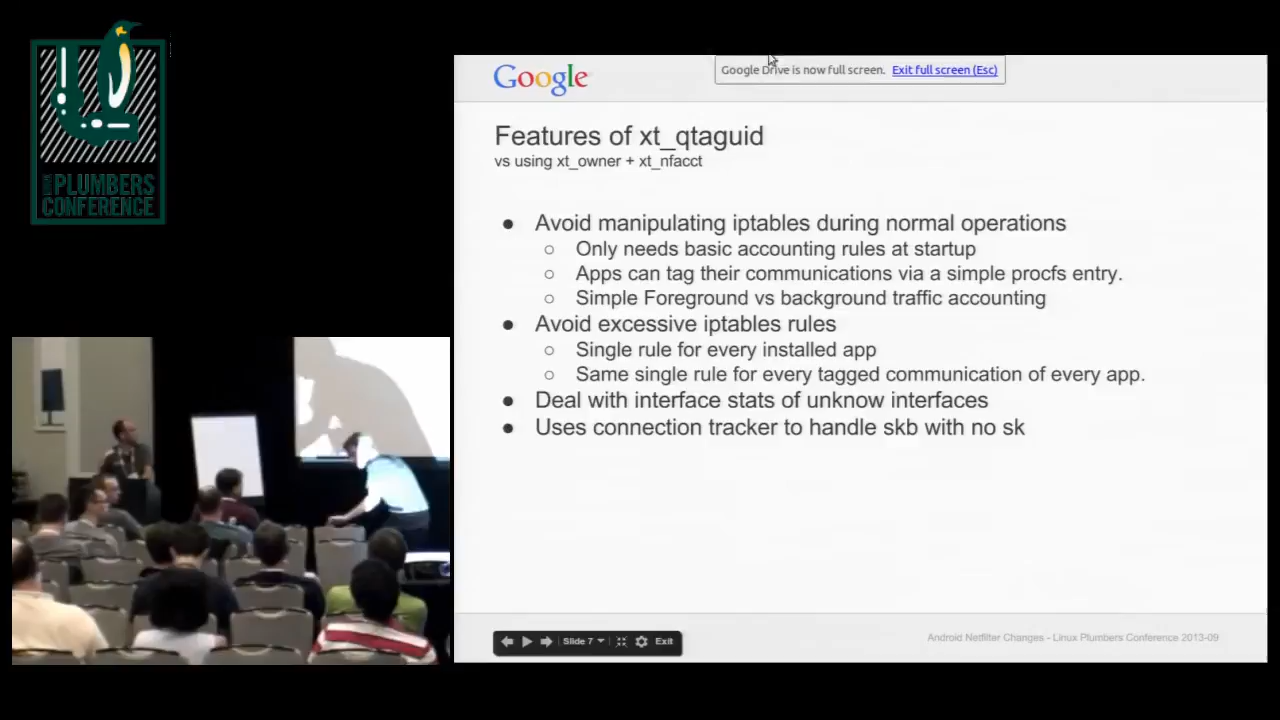 PLUMBERS
CONFERENCE
Google
Google Drive is now full screen. Exit full screen (Esc)
Features of xt_qtaguid
vs using xt_owner + xt_nfacct
● Avoid manipulating iptables during normal operations
○ Only needs basic accounting rules at startup
○ Apps can tag their communications via a simple procfs entry.
○ Simple Foreground vs background traffic accounting
● Avoid excessive iptables rules
○ Single rule for every installed app
○ Same single rule for every tagged communication of every app.
● Deal with interface stats of unknow interfaces
● Uses connection tracker to handle skb with no sk
Slide 7
Exit
Android Netfilter Changes - Linux Plumbers Conference 2013-09